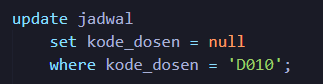 update jadwal
set kode_dosen = null
where kode_dosen = 'D010';